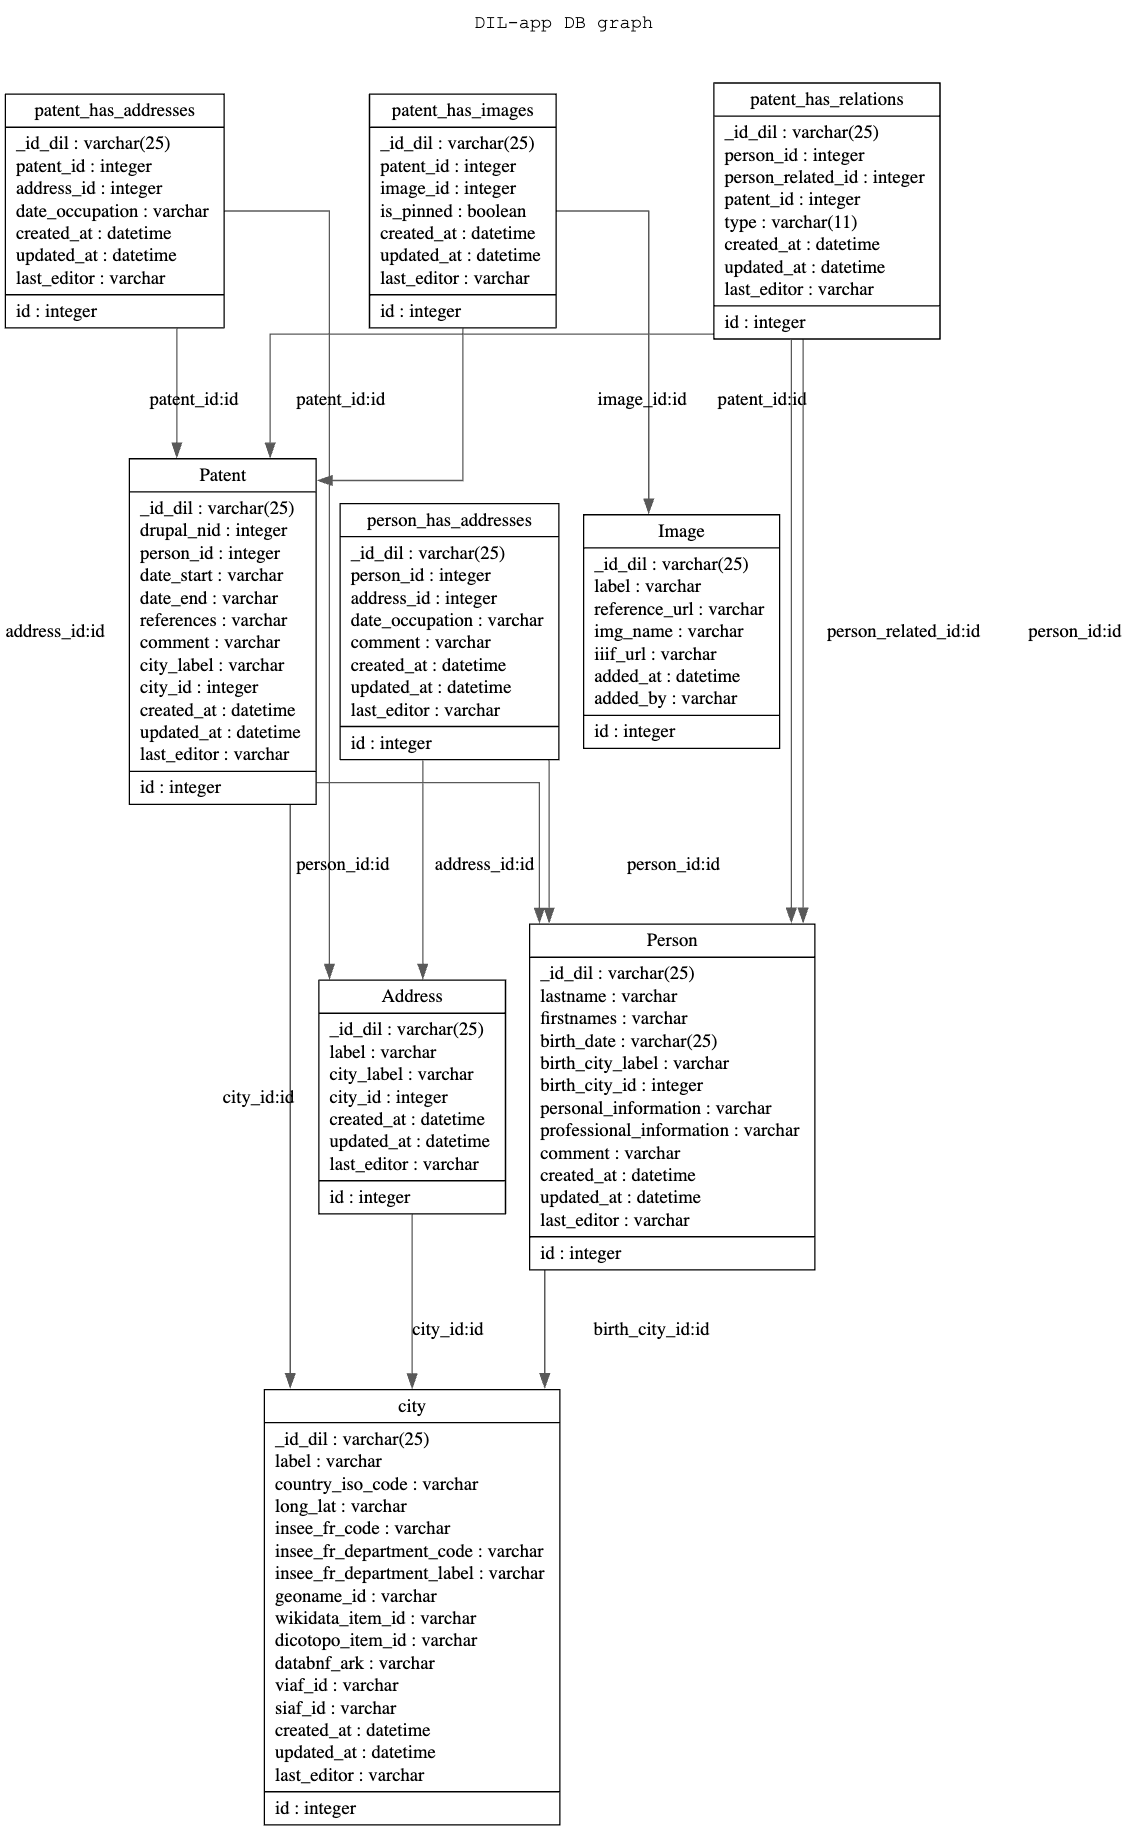 DIL-app DB graph
patent_has_addresses
_id_dil : varchar(25)
patent_id : integer
address_id : integer
date_occupation : varchar
created_at : datetime
updated_at : datetime
last_editor : varchar
id : integer
patent_has_images
_id_dil : varchar(25)
patent_id : integer
image_id : integer
is_pinned : boolean
created_at : datetime
updated_at : datetime
last_editor : varchar
id : integer
patent_has_relations
_id_dil : varchar(25)
person_id : integer
person_related_id : integer
patent_id : integer
type : varchar(11)
created_at : datetime
updated_at : datetime
last_editor : varchar
id : integer
patent_id:id
patent_id:id
image_id:id
patent_id:id
Patent
_id_dil : varchar(25)
drupal_nid : integer
person_id : integer
date_start : varchar
date_end : varchar
references : varchar
comment : varchar
city_label : varchar
city_id : integer
created_at : datetime
updated_at : datetime
last_editor : varchar
id : integer
person_has_addresses
_id_dil : varchar(25)
person_id : integer
address_id : integer
date_occupation : varchar
comment : varchar
created_at : datetime
updated_at : datetime
last_editor : varchar
id : integer
Image
_id_dil : varchar(25)
label : varchar
reference_url : varchar
img_name : varchar
iiif_url : varchar
added_at : datetime
added_by : varchar
id : integer
address_id:id
person_related_id:id
person_id:id
person_id:id
address_id:id
person_id:id
Address
_id_dil : varchar(25)
label : varchar
city_label : varchar
city_id : integer
created_at : datetime
updated_at : datetime
last_editor : varchar
id : integer
Person
_id_dil : varchar(25)
lastname : varchar
firstnames : varchar
birth_date : varchar(25)
birth_city_label : varchar
birth_city_id : integer
personal_information : varchar
professional_information : varchar
comment : varchar
created_at : datetime
updated_at : datetime
last_editor : varchar
id : integer
city_id:id
city_id:id
birth_city_id:id
city
_id_dil : varchar(25)
label : varchar
country_iso_code : varchar
long_lat : varchar
insee_fr_code : varchar
insee_fr_department_code : varchar
insee_fr_department_label : varchar
geoname_id : varchar
wikidata_item_id : varchar
dicotopo_item_id : varchar
databnf_ark : varchar
viaf_id : varchar
siaf_id : varchar
created_at : datetime
updated_at : datetime
last_editor : varchar
id : integer